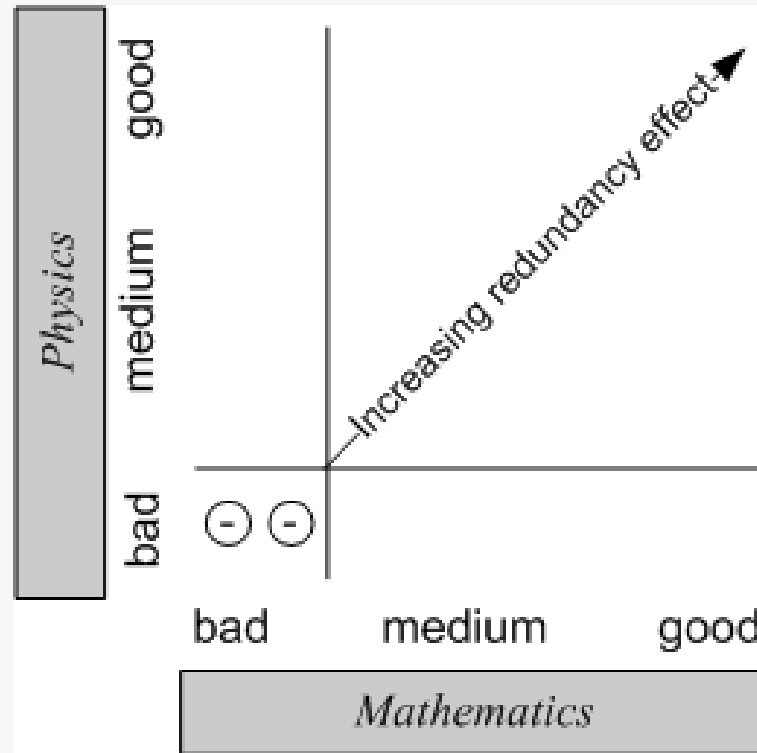 good
Increasing redundancy effect
medium
Physics
bad
- -
bad medium good
Mathematics